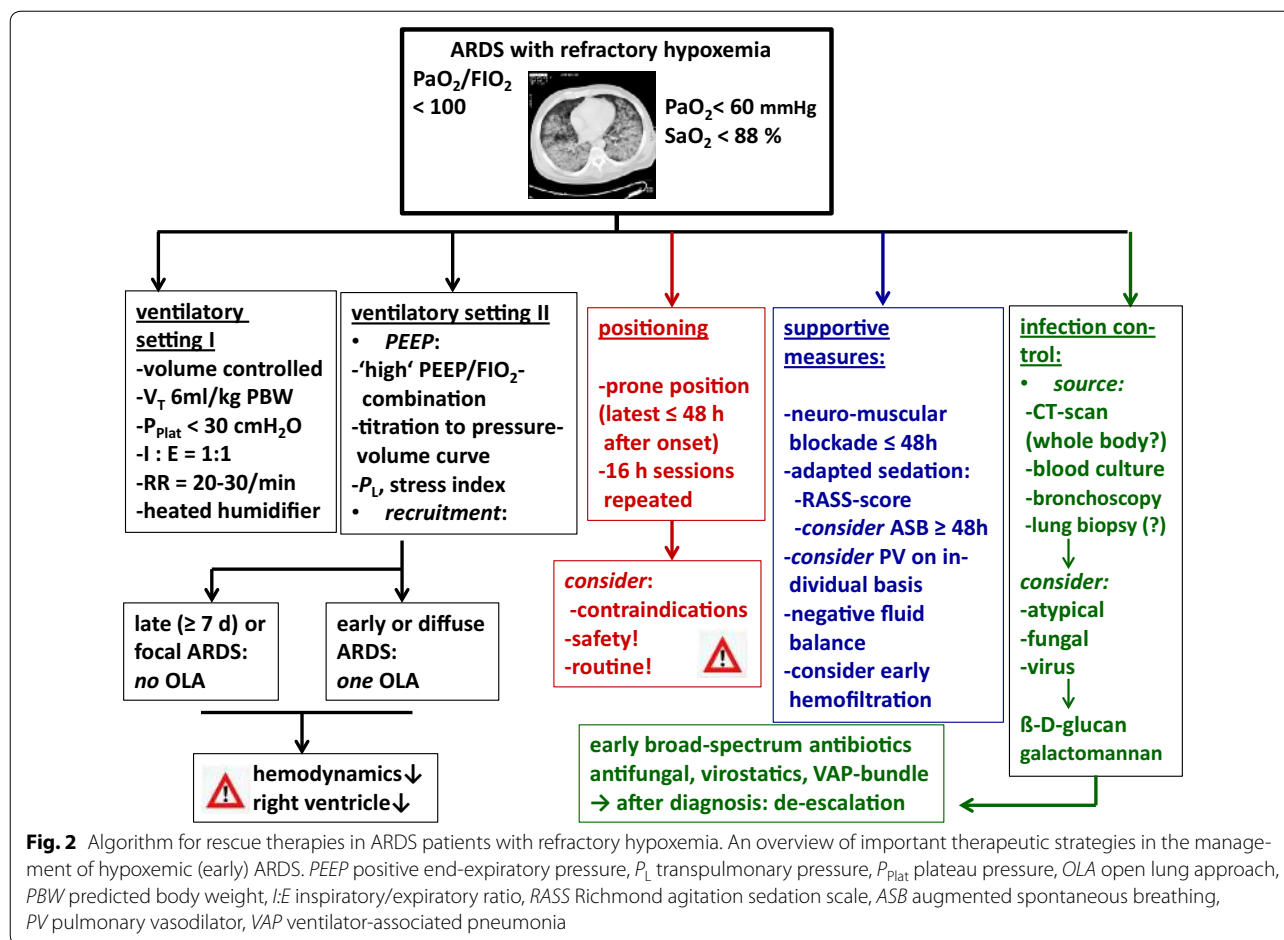 ARDS with refractory hypoxemia
PaO₂/FIO₂
< 100
PaO₂< 60 mmHg
SaO₂ < 88 %
ventilatory
setting I
-volume controlled
-V_T 6ml/kg PBW
-P_Plat < 30 cmH₂O
-I : E = 1:1
-RR = 20-30/min
-heated humidifier
ventilatory setting II
• PEEP:
-‘high‘ PEEP/FIO₂-
combination
-titration to pressure-
volume curve
-P_L, stress index
• recruitment:
late (≥ 7 d) or
focal ARDS:
no OLA
early or diffuse
ARDS:
one OLA
! hemodynamics↓
right ventricle↓
positioning
-prone position
(latest ≤ 48 h
after onset)
-16 h sessions
repeated
consider:
-contraindications
-safety!
-routine!
!
supportive
measures:
-neuro-muscular
blockade ≤ 48h
-adapted sedation:
-RASS-score
-consider ASB ≥ 48h
-consider PV on in-
dividual basis
-negative fluid
balance
-consider early
hemofiltration
infection con-
trol:
• source:
-CT-scan
(whole body?)
-blood culture
-bronchoscopy
-lung biopsy (?)
consider:
-atypical
-fungal
-virus
ß-D-glucan
galactomannan
early broad-spectrum antibiotics
antifungal, virostatics, VAP-bundle
→ after diagnosis: de-escalation
Fig. 2 Algorithm for rescue therapies in ARDS patients with refractory hypoxemia. An overview of important therapeutic strategies in the manage-
ment of hypoxemic (early) ARDS. PEEP positive end-expiratory pressure, P_L transpulmonary pressure, P_Plat plateau pressure, OLA open lung approach,
PBW predicted body weight, I:E inspiratory/expiratory ratio, RASS Richmond agitation sedation scale, ASB augmented spontaneous breathing,
PV pulmonary vasodilator, VAP ventilator-associated pneumonia